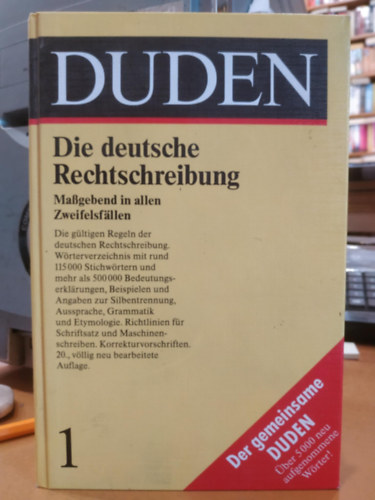 DUDEN
Die deutsche
Rechtschreibung
Maßgebend in allen
Zweifelsfällen
Die gültigen Regeln der
deutschen Rechtschreibung.
Wörterverzeichnis mit rund
115 000 Stichwörtern und
mehr als 500 000 Bedeutungs-
erklärungen, Beispielen und
Angaben zur Silbentrennung,
Aussprache, Grammatik
und Etymologie. Richtlinien für
Schriftsatz und Maschinen-
schreiben. Korrekturvorschriften.
20., völlig neu bearbeitete
Auflage.
1
Der gemeinsame
DUDEN
Über 5 000 neu
aufgenommene
Wörter!